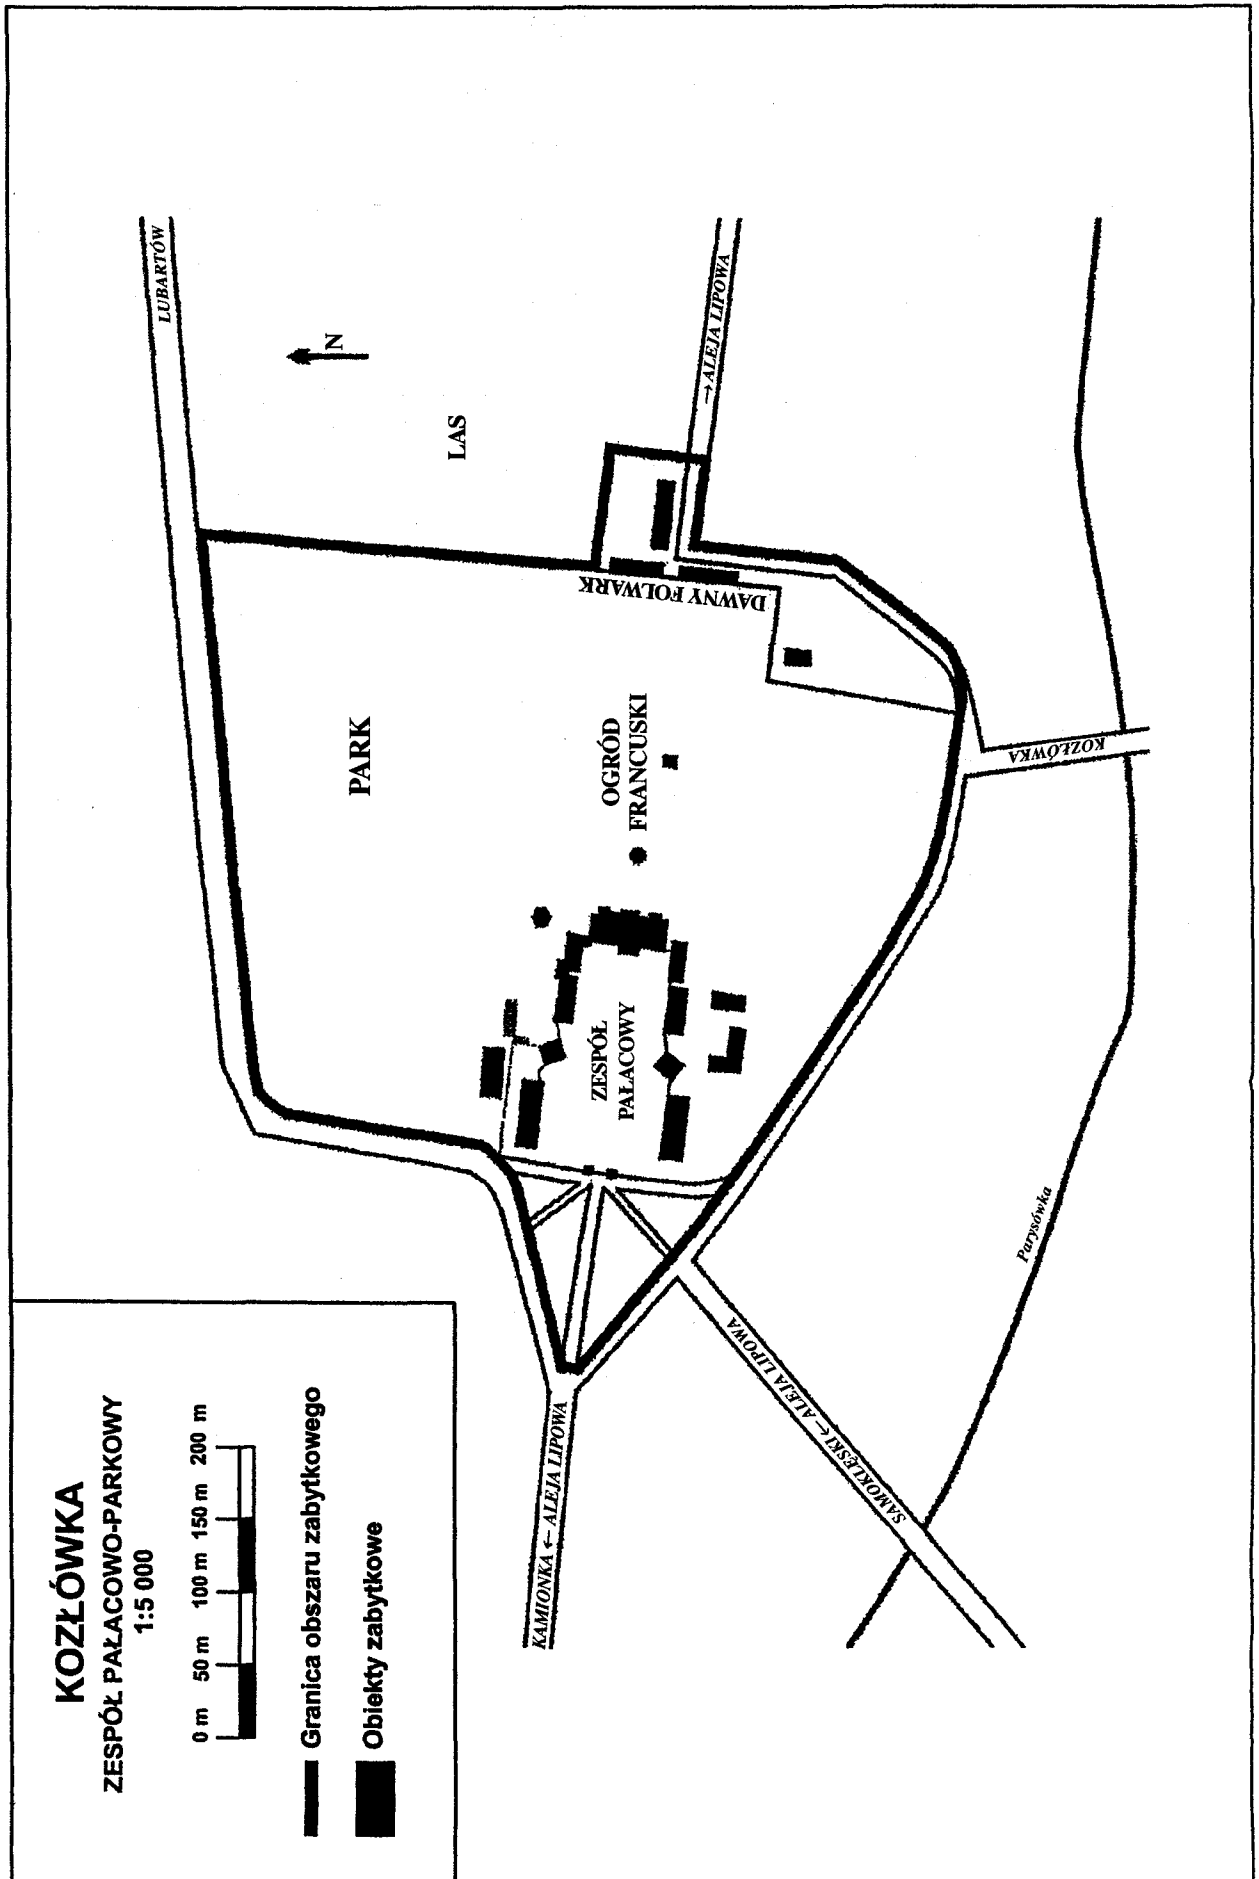 KOZŁÓWKA
ZESPÓŁ PAŁACOWO-PARKOWY
1:5 000
0 m 50 m 100 m 150 m 200 m
Granica obszaru zabytkowego
Obiekty zabytkowe
LUBARTÓW
N
LAS
→ ALEJA LIPOWA
DAWNY FOLWARK
PARK
OGRÓD
FRANCUSKI
KOZŁÓWKA
ZESPÓŁ
PAŁACOWY
KAMIONKA ← ALEJA LIPOWA
SAMOKLĘSKI ← ALEJA LIPOWA
Parysówka